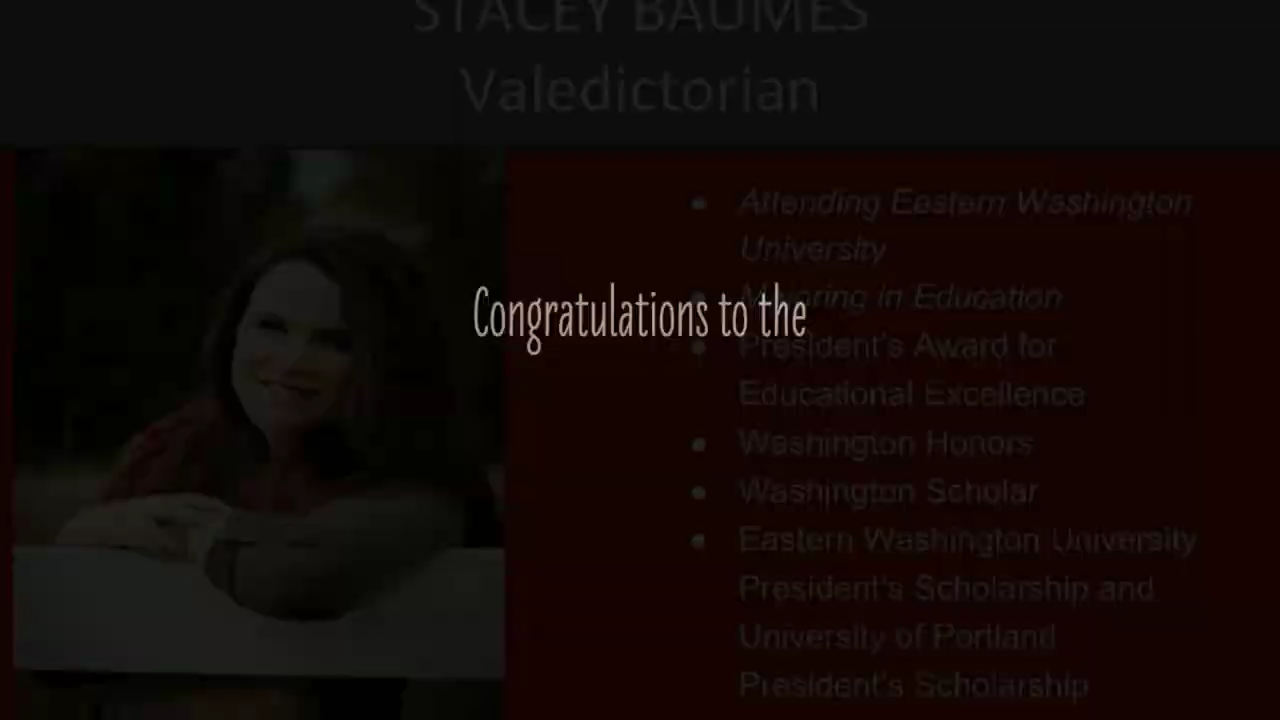 STACEY BAUMES
Valedictorian
Attending Eastern Washington
University
Majoring in Education
Congratulations to the
President's Award for
Educational Excellence
Washington Honors
Washington Scholar
Eastern Washington University
President's Scholarship and
University of Portland
President's Scholarship